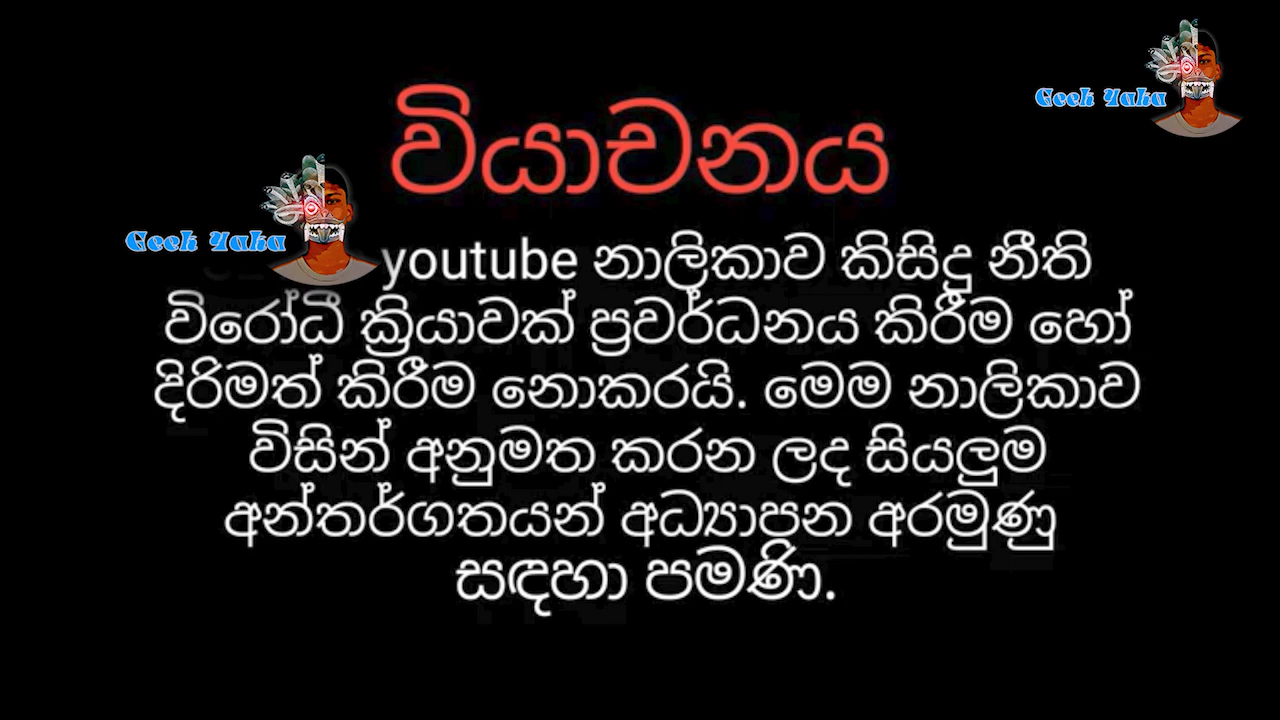 Geek Yaka
වියාචනය
Geek Yaka youtube නාලිකාව කිසිදු නීති
විරෝධී ක්‍රියාවක් ප්‍රවර්ධනය කිරීම හෝ
දිරිමත් කිරීම නොකරයි. මෙම නාලිකාව
විසින් අනුමත කරන ලද සියලුම
අන්තර්ගතයන් අධ්‍යාපන අරමුණු
සඳහා පමණි.